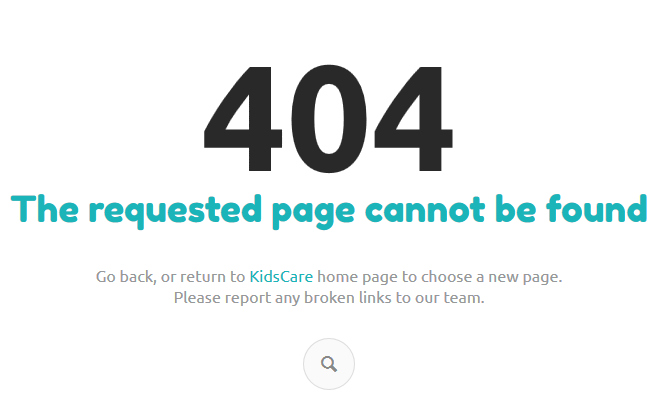 404
The requested page cannot be found
Go back, or return to KidsCare home page to choose a new page.
Please report any broken links to our team.